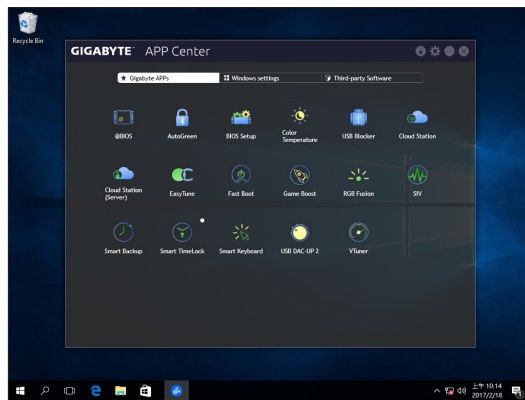 Recycle Bin
GIGABYTE™ APP Center
Gigabyte APPs
Windows settings
Third-party Software
@BIOS
AutoGreen
BIOS Setup
Color
Temperature
USB Blocker
Cloud Station
Cloud Station
(Server)
EasyTune
Fast Boot
Game Boost
RGB Fusion
SIV
Smart Backup
Smart TimeLock
Smart Keyboard
USB DAC-UP 2
VTuner
上午 10:14
2017/2/18